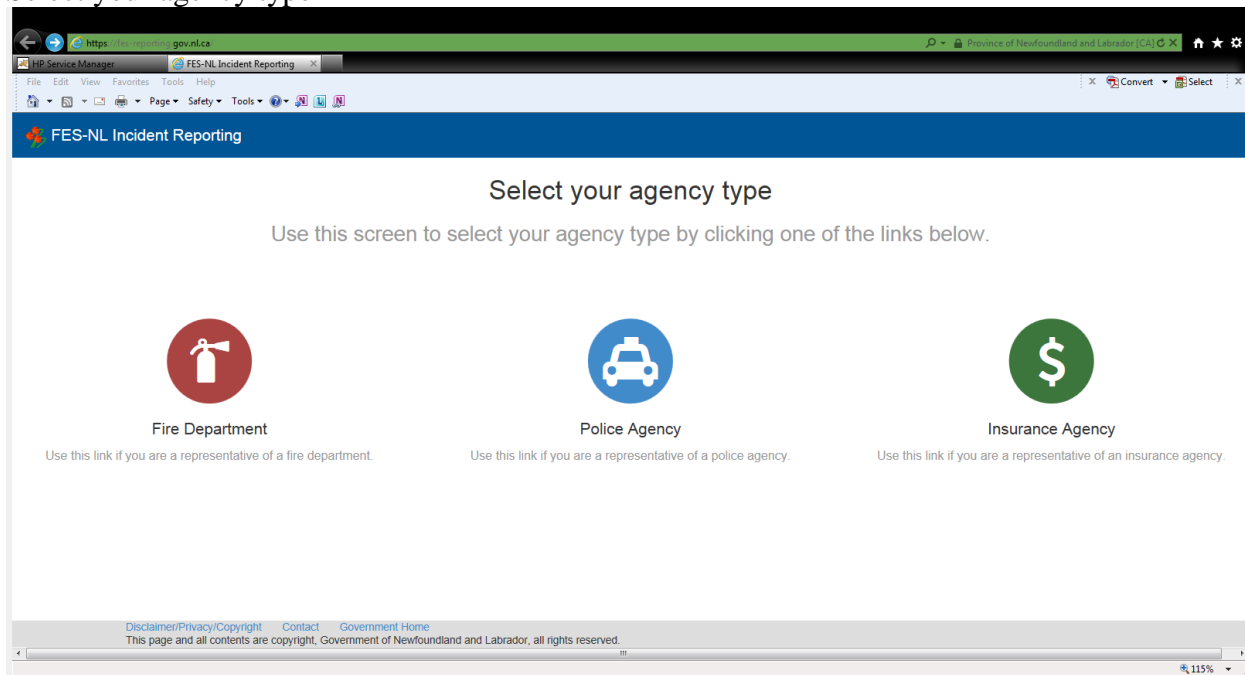 Select your agency type
https://fes-reporting.gov.nl.ca/
Province of Newfoundland and Labrador [CA]
HP Service Manager
FES-NL Incident Reporting
File Edit View Favorites Tools Help
Convert Select
Page Safety Tools
FES-NL Incident Reporting
Select your agency type
Use this screen to select your agency type by clicking one of the links below.
Fire Department Police Agency Insurance Agency
Use this link if you are a representative of a fire department. Use this link if you are a representative of a police agency. Use this link if you are a representative of an insurance agency.
Disclaimer/Privacy/Copyright Contact Government Home
This page and all contents are copyright, Government of Newfoundland and Labrador, all rights reserved.
115%